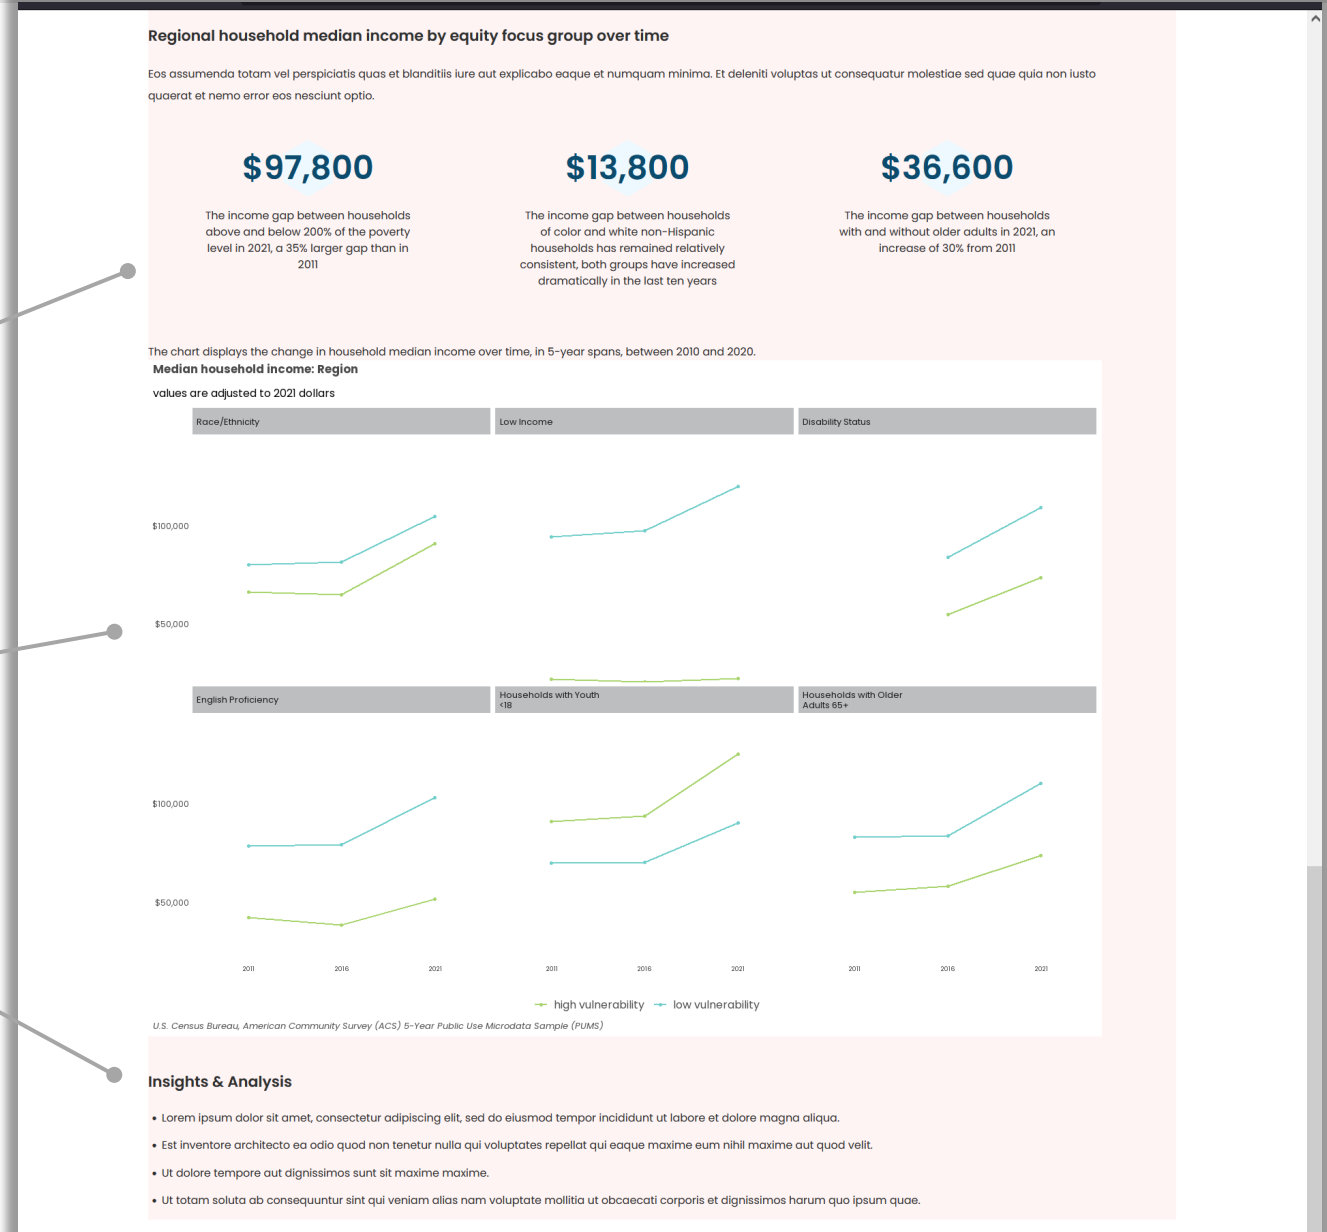 Regional household median income by equity focus group over time
Eos assumenda totam vel perspiciatis quas et blanditiis iure aut explicabo eaque et numquam minima. Et deleniti voluptas ut consequatur molestiae sed quae quia non iusto
quaerat et nemo error eos nesciunt optio.
$97,800
The income gap between households
above and below 200% of the poverty
level in 2021, a 35% larger gap than in
2011
$13,800
The income gap between households
of color and white non-Hispanic
households has remained relatively
consistent, both groups have increased
dramatically in the last ten years
$36,600
The income gap between households
with and without older adults in 2021, an
increase of 30% from 2011
The chart displays the change in household median income over time, in 5-year spans, between 2010 and 2020.
Median household income: Region
values are adjusted to 2021 dollars
Race/Ethnicity
Low Income
Disability Status
$100,000
$50,000
English Proficiency
Households with Youth
<18
Households with Older
Adults 65+
$100,000
$50,000
2011 2016 2021
2011 2016 2021
2011 2016 2021
high vulnerability low vulnerability
U.S. Census Bureau, American Community Survey (ACS) 5-Year Public Use Microdata Sample (PUMS)
Insights & Analysis
• Lorem ipsum dolor sit amet, consectetur adipiscing elit, sed do eiusmod tempor incididunt ut labore et dolore magna aliqua.
• Est inventore architecto ea odio quod non tenetur nulla qui voluptates repellat qui eaque maxime eum nihil maxime aut quod velit.
• Ut dolore tempore aut dignissimos sunt sit maxime maxime.
• Ut totam soluta ab consequuntur sint qui veniam alias nam voluptate mollitia ut obcaecati corporis et dignissimos harum quo ipsum quae.